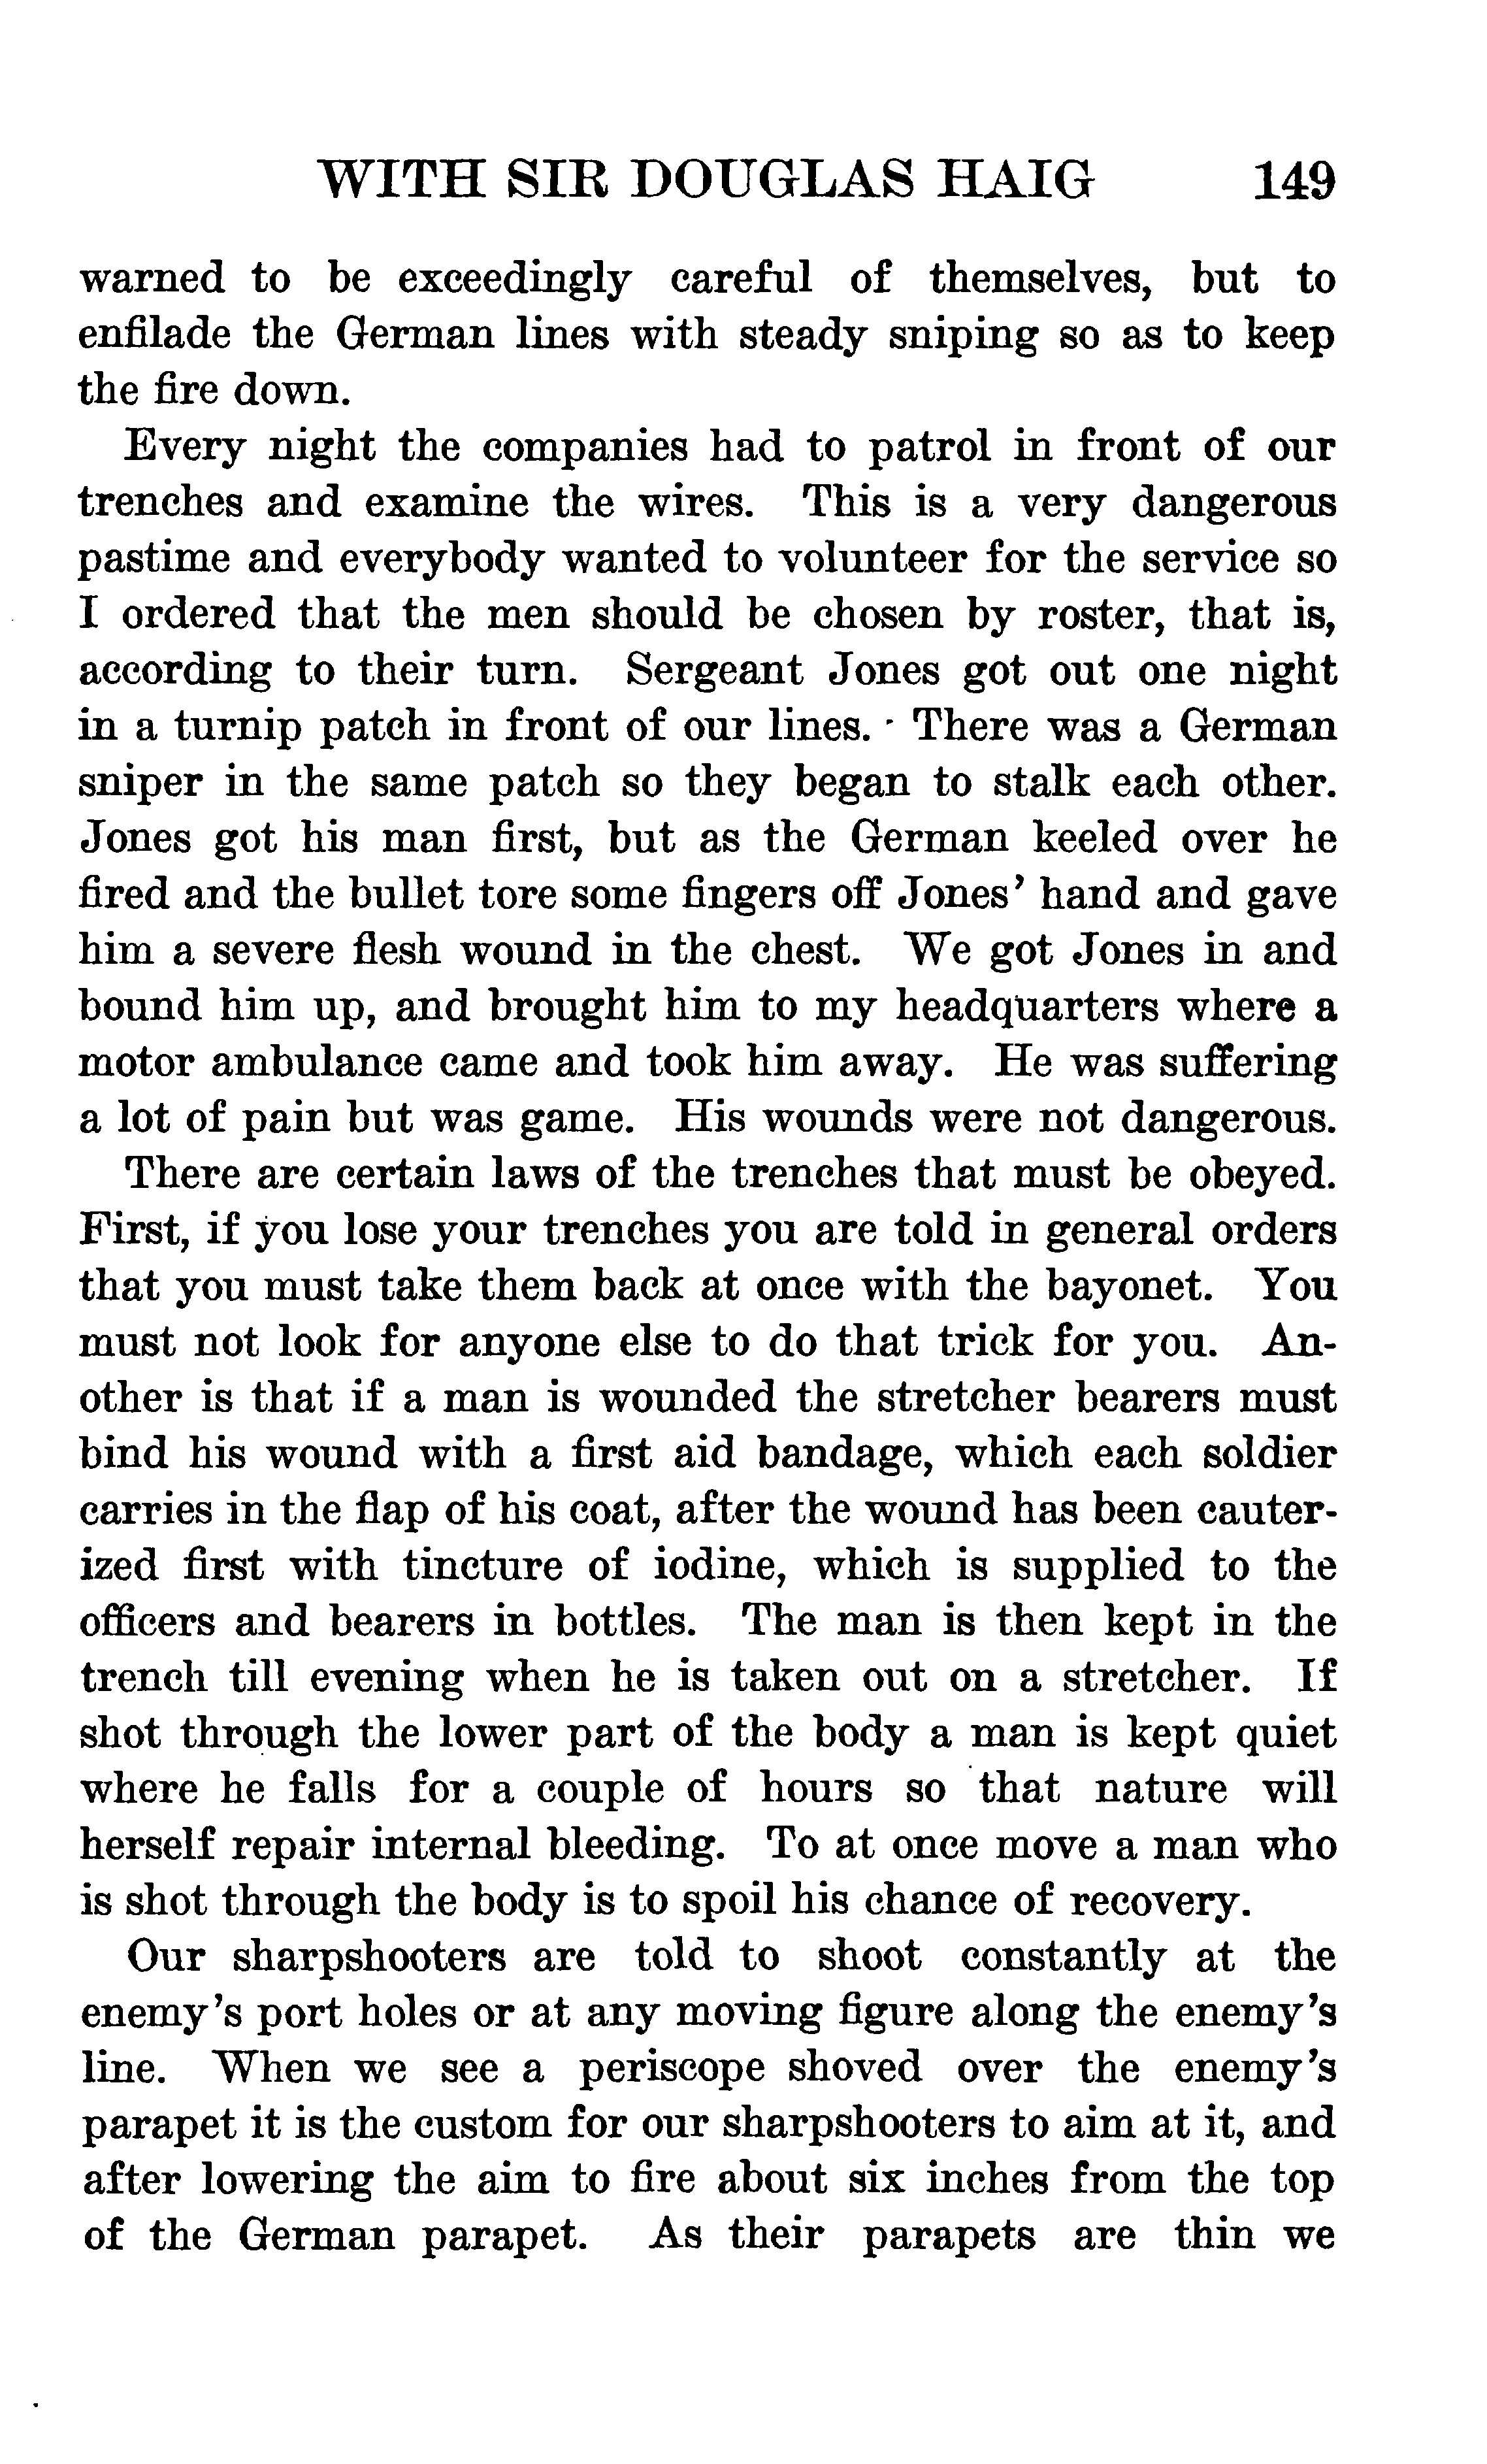 WITH SIR DOUGLAS HAIG 149
warned to be exceedingly careful of themselves, but to
enfilade the German lines with steady sniping so as to keep
the fire down.
Every night the companies had to patrol in front of our
trenches and examine the wires. This is a very dangerous
pastime and everybody wanted to volunteer for the service so
I ordered that the men should be chosen by roster, that is,
according to their turn. Sergeant Jones got out one night
in a turnip patch in front of our lines. There was a German
sniper in the same patch so they began to stalk each other.
Jones got his man first, but as the German keeled over he
fired and the bullet tore some fingers off Jones' hand and gave
him a severe flesh wound in the chest. We got Jones in and
bound him up, and brought him to my headquarters where a
motor ambulance came and took him away. He was suffering
a lot of pain but was game. His wounds were not dangerous.
There are certain laws of the trenches that must be obeyed.
First, if you lose your trenches you are told in general orders
that you must take them back at once with the bayonet. You
must not look for anyone else to do that trick for you. An-
other is that if a man is wounded the stretcher bearers must
bind his wound with a first aid bandage, which each soldier
carries in the flap of his coat, after the wound has been cauter-
ized first with tincture of iodine, which is supplied to the
officers and bearers in bottles. The man is then kept in the
trench till evening when he is taken out on a stretcher. If
shot through the lower part of the body a man is kept quiet
where he falls for a couple of hours so that nature will
herself repair internal bleeding. To at once move a man who
is shot through the body is to spoil his chance of recovery.
Our sharpshooters are told to shoot constantly at the
enemy's port holes or at any moving figure along the enemy's
line. When we see a periscope shoved over the enemy's
parapet it is the custom for our sharpshooters to aim at it, and
after lowering the aim to fire about six inches from the top
of the German parapet. As their parapets are thin we